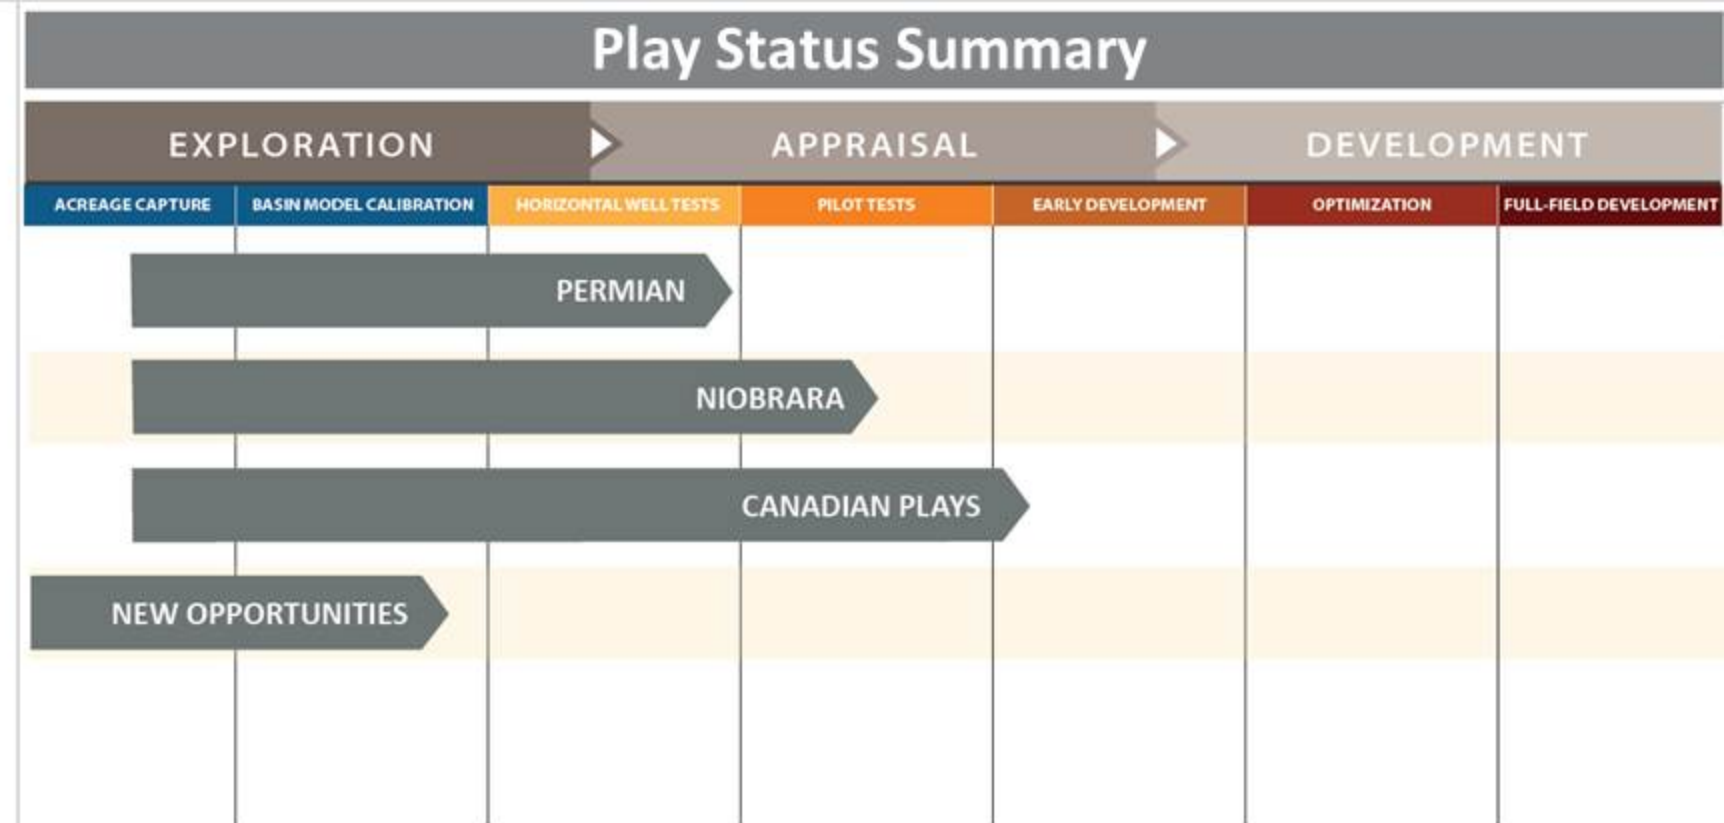 Play Status Summary
EXPLORATION APPRAISAL DEVELOPMENT
ACREAGE CAPTURE BASIN MODEL CALIBRATION HORIZONTAL WELL TESTS PILOT TESTS EARLY DEVELOPMENT OPTIMIZATION FULL-FIELD DEVELOPMENT
PERMIAN
NIOBRARA
CANADIAN PLAYS
NEW OPPORTUNITIES